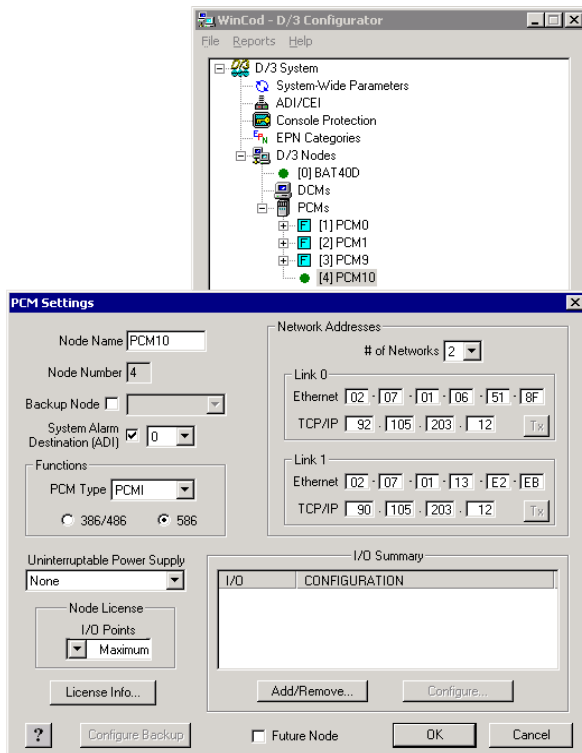 WinCod - D/3 Configurator
File Reports Help
D/3 System
System-Wide Parameters
ADI/CEI
Console Protection
EPN EPN Categories
D/3 Nodes
[0] BAT40D
DCMs
PCMs
F [1] PCM0
F [2] PCM1
F [3] PCM9
[4] PCM10
PCM Settings
Node Name PCM10
Node Number 4
Backup Node
System Alarm
Destination (ADI) 0
Functions
PCM Type PCMI
386/486 586
Uninterruptable Power Supply
None
Node License
I/O Points
Maximum
License Info...
Network Addresses
# of Networks 2
Link 0
Ethernet 02 - 07 - 01 - 06 - 51 - 8F
TCP/IP 92 . 105 . 203 . 12 Tx
Link 1
Ethernet 02 - 07 - 01 - 13 - E2 - EB
TCP/IP 90 . 105 . 203 . 12 Tx
I/O Summary
I/O CONFIGURATION
Add/Remove... Configure...
? Configure Backup Future Node OK Cancel